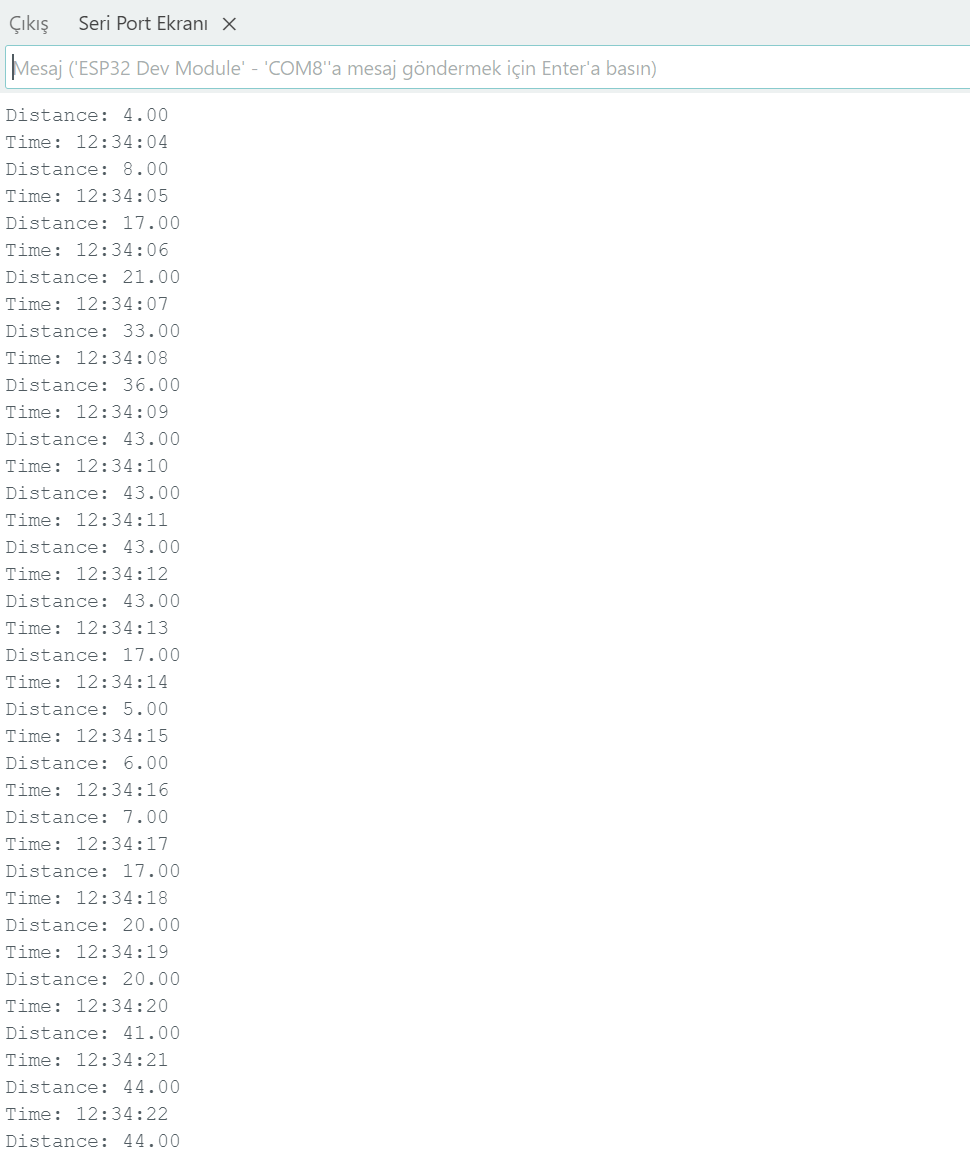 Çıkış Seri Port Ekranı ×
Mesaj ('ESP32 Dev Module' - 'COM8''a mesaj göndermek için Enter'a basın)
Distance: 4.00
Time: 12:34:04
Distance: 8.00
Time: 12:34:05
Distance: 17.00
Time: 12:34:06
Distance: 21.00
Time: 12:34:07
Distance: 33.00
Time: 12:34:08
Distance: 36.00
Time: 12:34:09
Distance: 43.00
Time: 12:34:10
Distance: 43.00
Time: 12:34:11
Distance: 43.00
Time: 12:34:12
Distance: 43.00
Time: 12:34:13
Distance: 17.00
Time: 12:34:14
Distance: 5.00
Time: 12:34:15
Distance: 6.00
Time: 12:34:16
Distance: 7.00
Time: 12:34:17
Distance: 17.00
Time: 12:34:18
Distance: 20.00
Time: 12:34:19
Distance: 20.00
Time: 12:34:20
Distance: 41.00
Time: 12:34:21
Distance: 44.00
Time: 12:34:22
Distance: 44.00